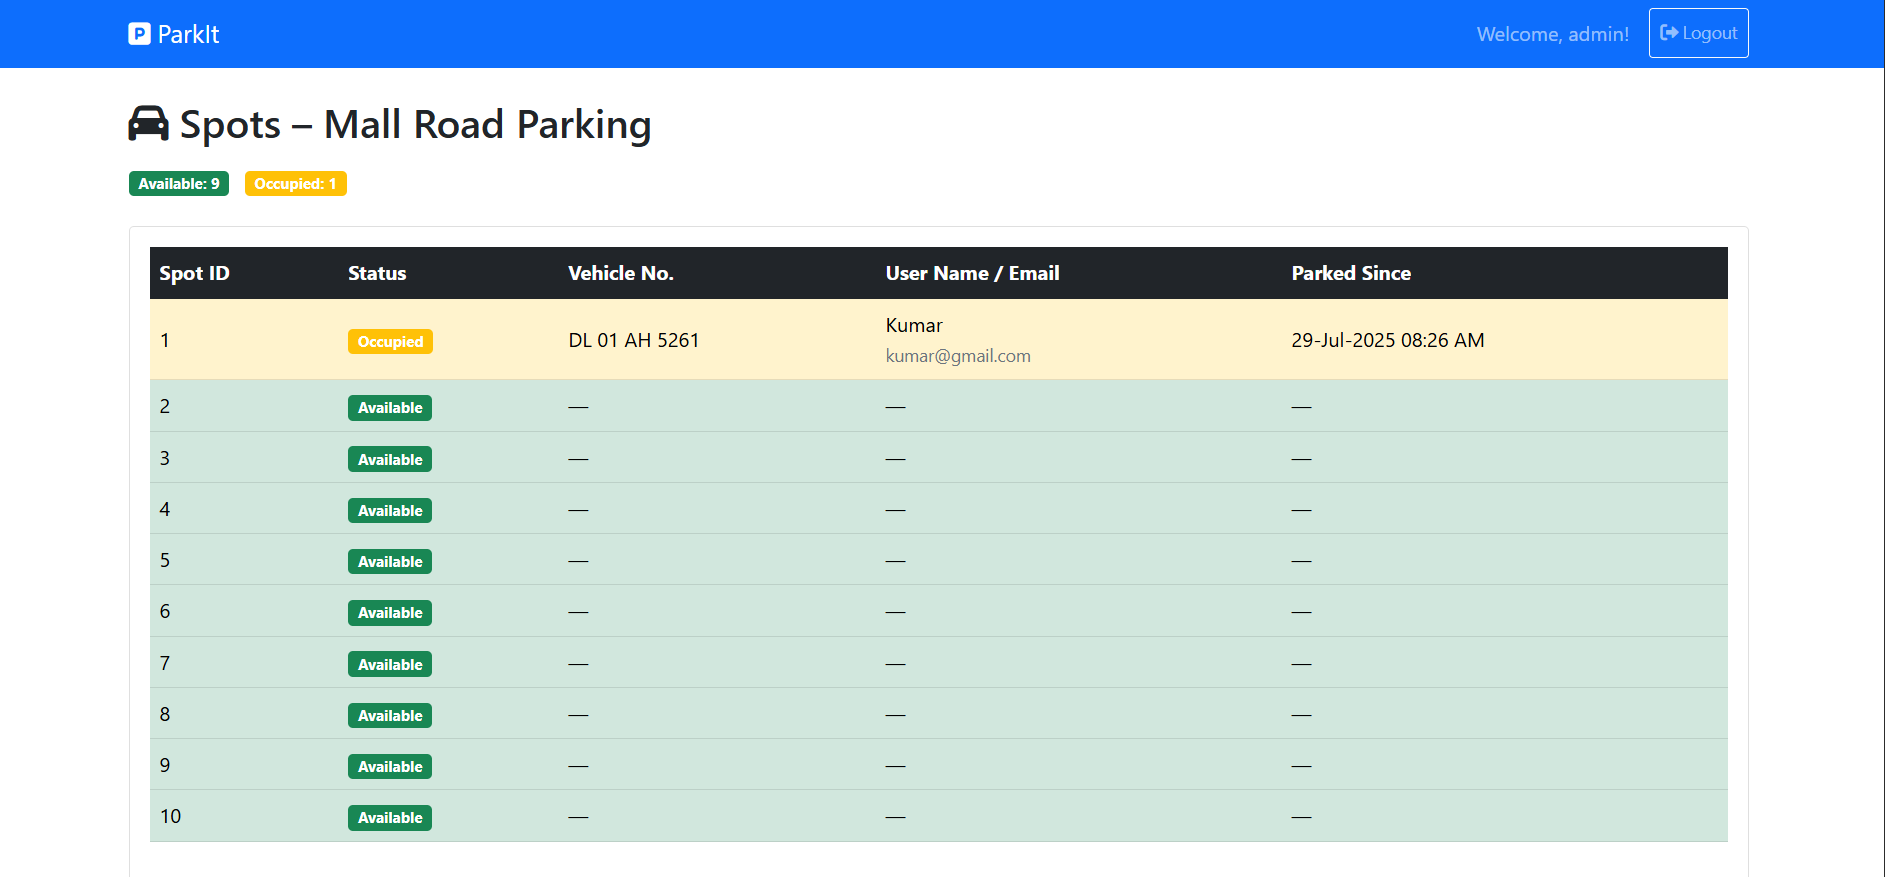 P ParkIt
Welcome, admin!
Logout
Spots – Mall Road Parking
Available: 9 Occupied: 1
Spot ID Status Vehicle No. User Name / Email Parked Since
1 Occupied DL 01 AH 5261 Kumar 29-Jul-2025 08:26 AM
kumar@gmail.com
2 Available — — —
3 Available — — —
4 Available — — —
5 Available — — —
6 Available — — —
7 Available — — —
8 Available — — —
9 Available — — —
10 Available — — —